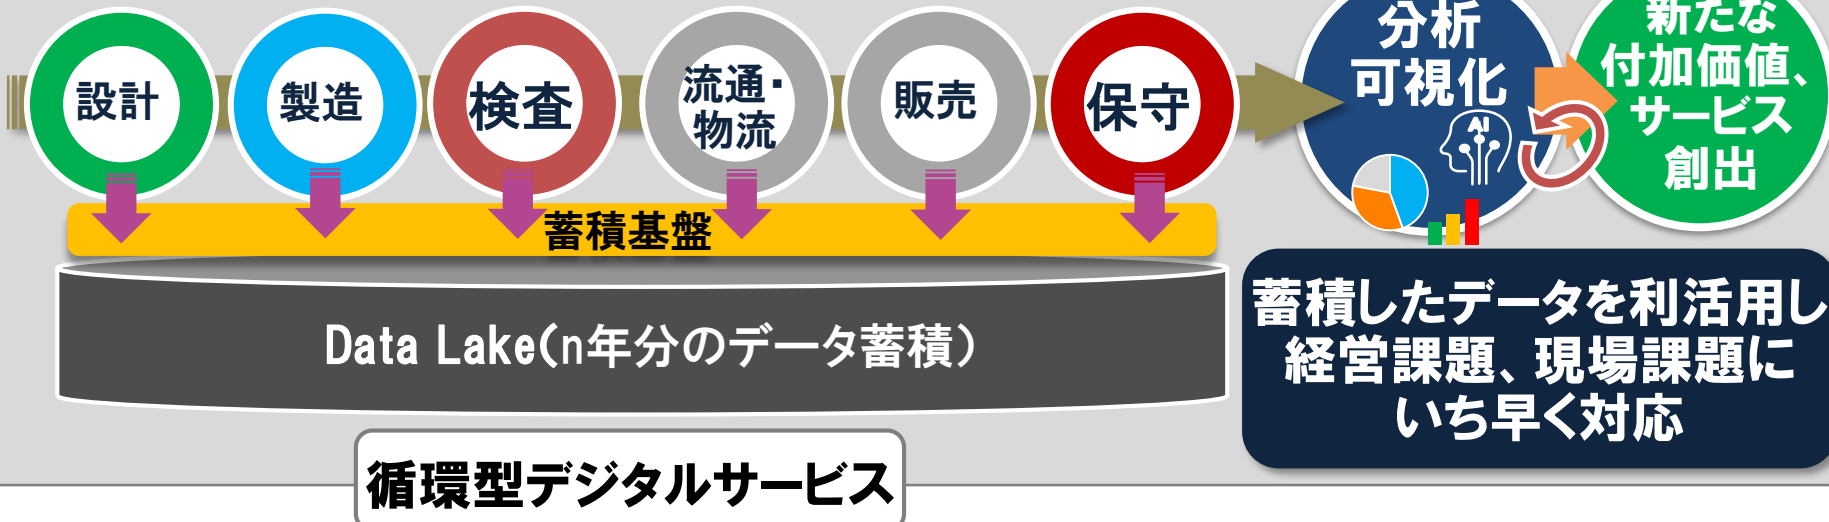 設計
製造
検査
流通・
物流
販売
保守
分析
可視化
AI
新たな
付加価値、
サービス
創出
蓄積基盤
Data Lake(n年分のデータ蓄積)
蓄積したデータを利活用し
経営課題、現場課題に
いち早く対応
循環型デジタルサービス